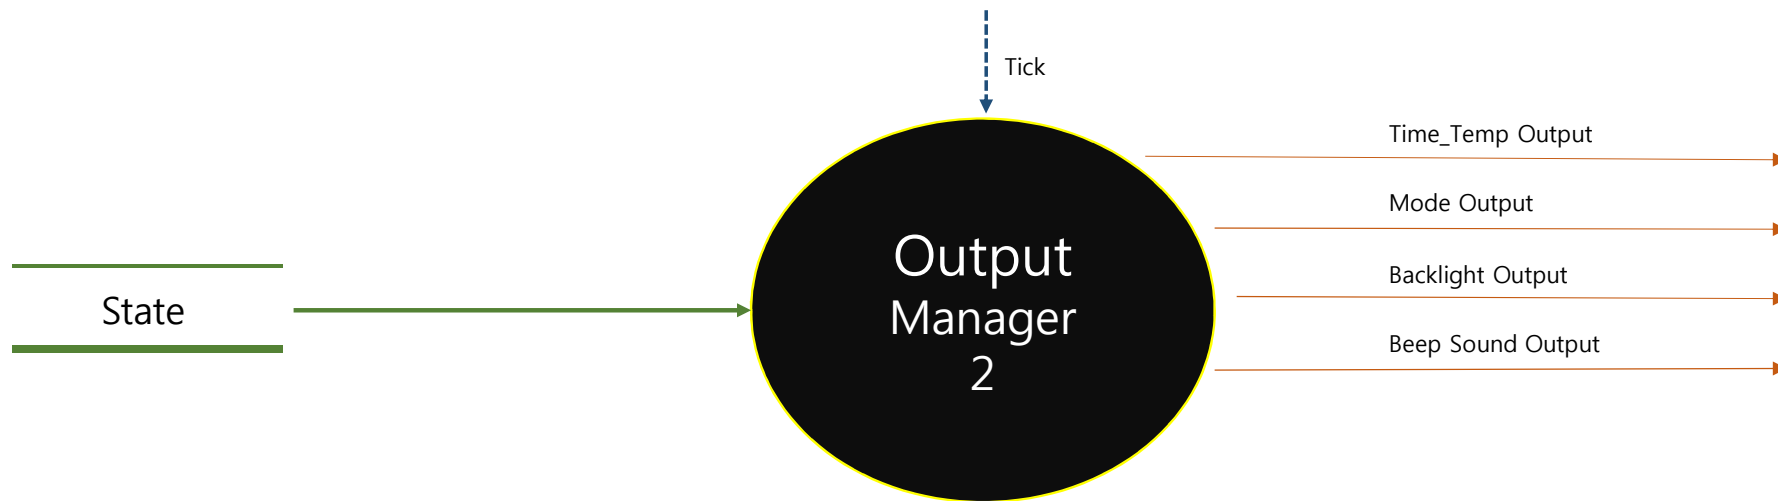 Tick
Time_Temp Output
Mode Output
Backlight Output
Beep Sound Output
State
Output
Manager
2